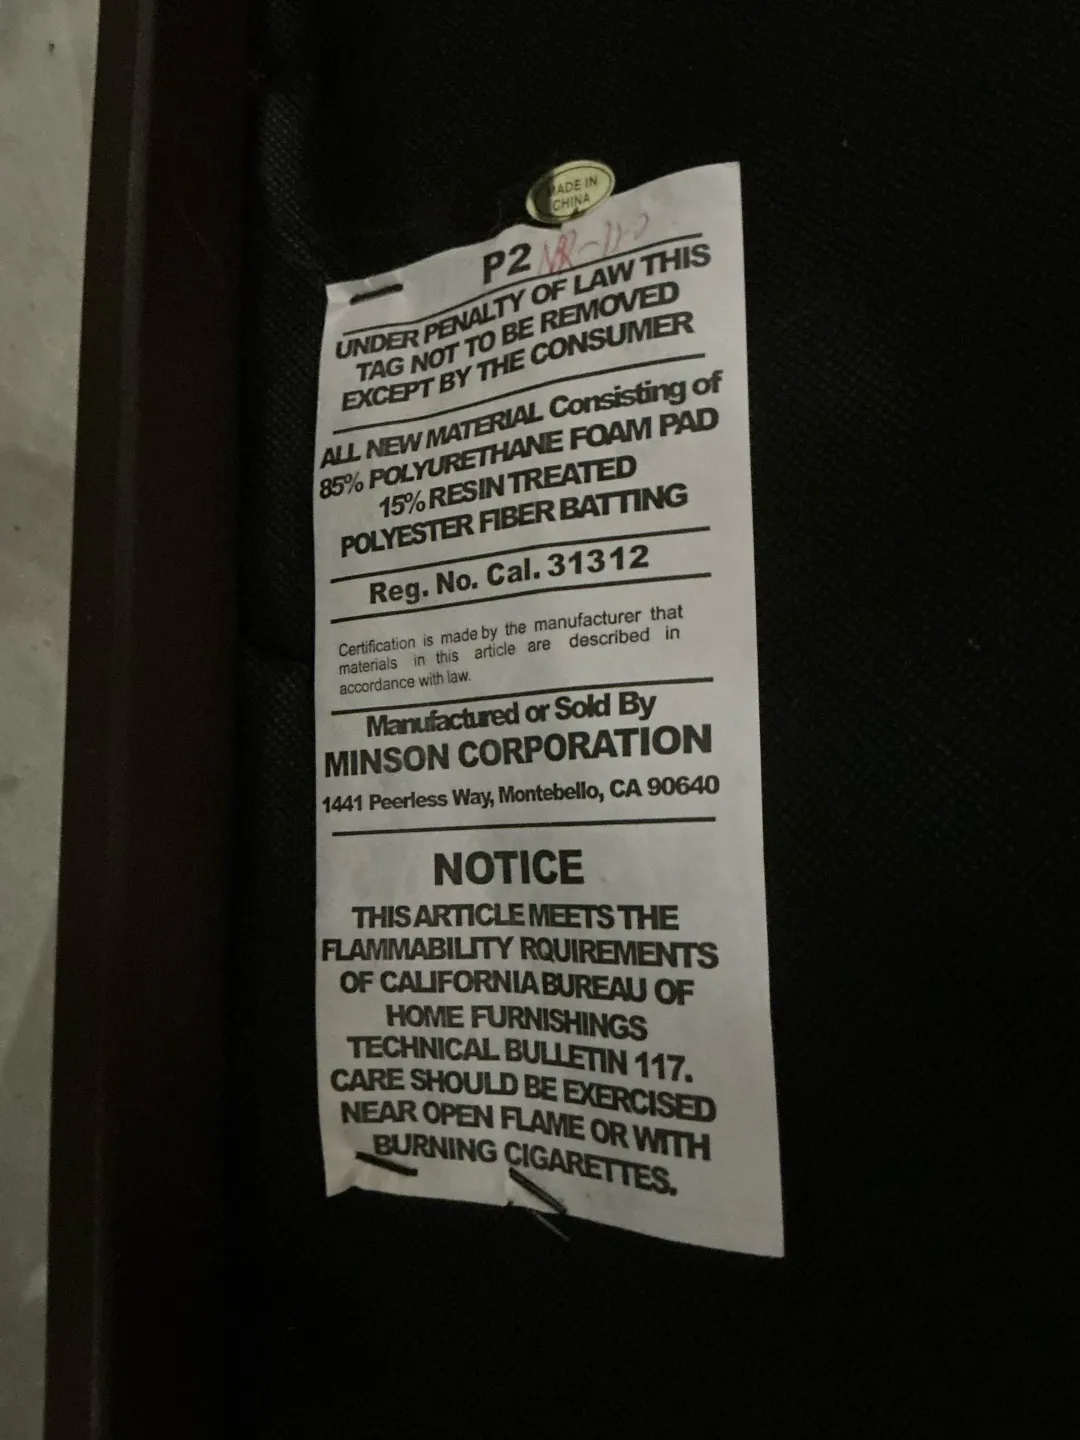 MADE IN
CHINA
P2
UNDER PENALTY OF LAW THIS
TAG NOT TO BE REMOVED
EXCEPT BY THE CONSUMER
ALL NEW MATERIAL Consisting of
85% POLYURETHANE FOAM PAD
15% RESIN TREATED
POLYESTER FIBER BATTING
Reg. No. Cal. 31312
Certification is made by the manufacturer that
materials in this article are described in
accordance with law.
Manufactured or Sold By
MINSON CORPORATION
1441 Peerless Way, Montebello, CA 90640
NOTICE
THIS ARTICLE MEETS THE
FLAMMABILITY RQUIREMENTS
OF CALIFORNIA BUREAU OF
HOME FURNISHINGS
TECHNICAL BULLETIN 117.
CARE SHOULD BE EXERCISED
NEAR OPEN FLAME OR WITH
BURNING CIGARETTES.